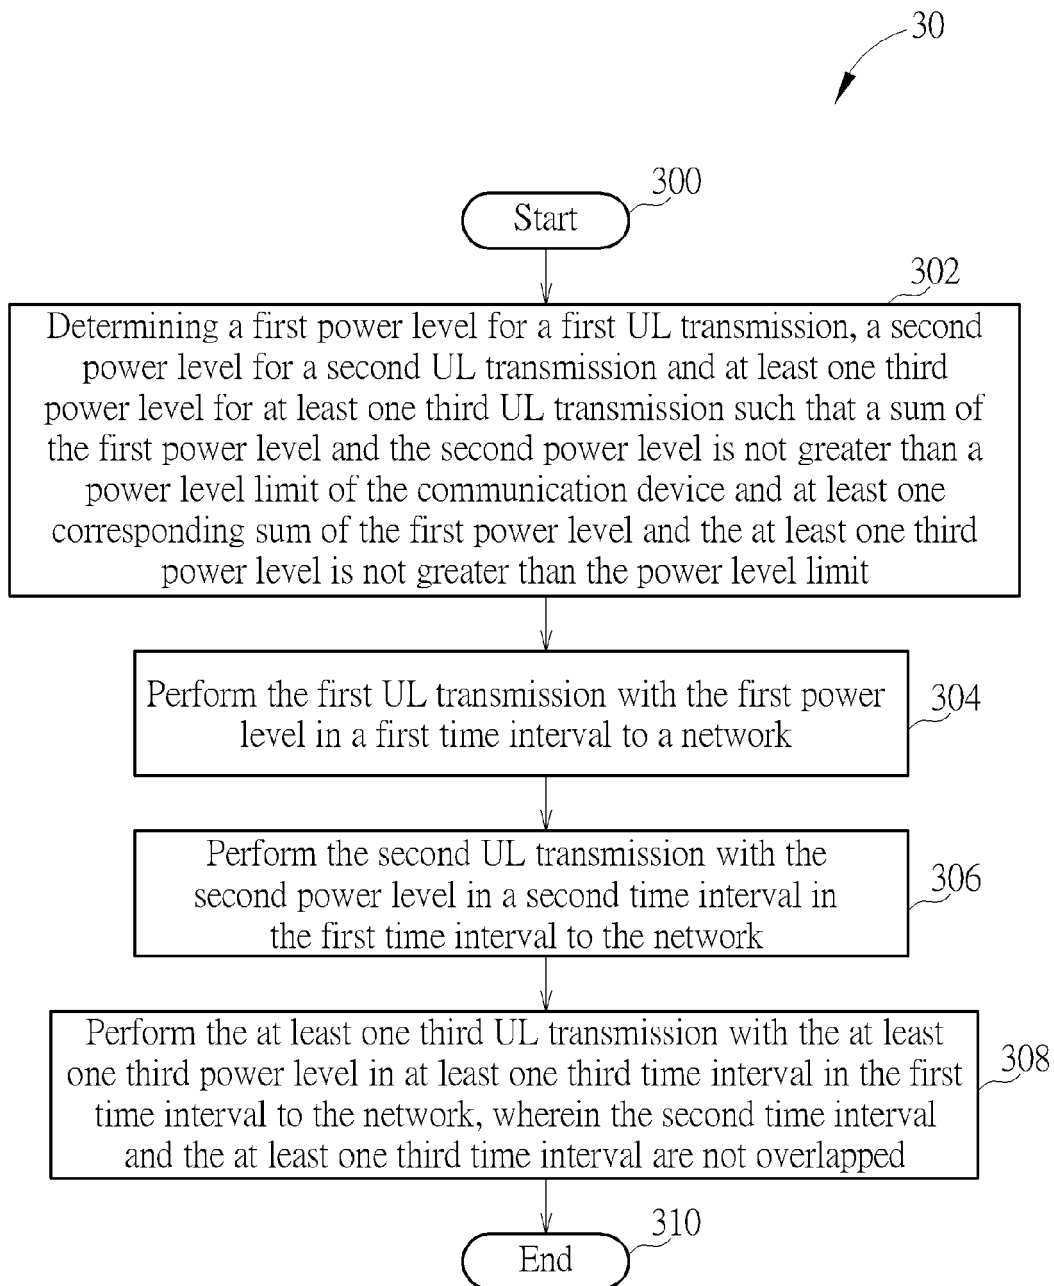 30
300
Start
302
Determining a first power level for a first UL transmission, a second
power level for a second UL transmission and at least one third
power level for at least one third UL transmission such that a sum of
the first power level and the second power level is not greater than a
power level limit of the communication device and at least one
corresponding sum of the first power level and the at least one third
power level is not greater than the power level limit
Perform the first UL transmission with the first power
level in a first time interval to a network
304
Perform the second UL transmission with the
second power level in a second time interval in
the first time interval to the network
306
Perform the at least one third UL transmission with the at least
one third power level in at least one third time interval in the first
time interval to the network, wherein the second time interval
and the at least one third time interval are not overlapped
308
310
End